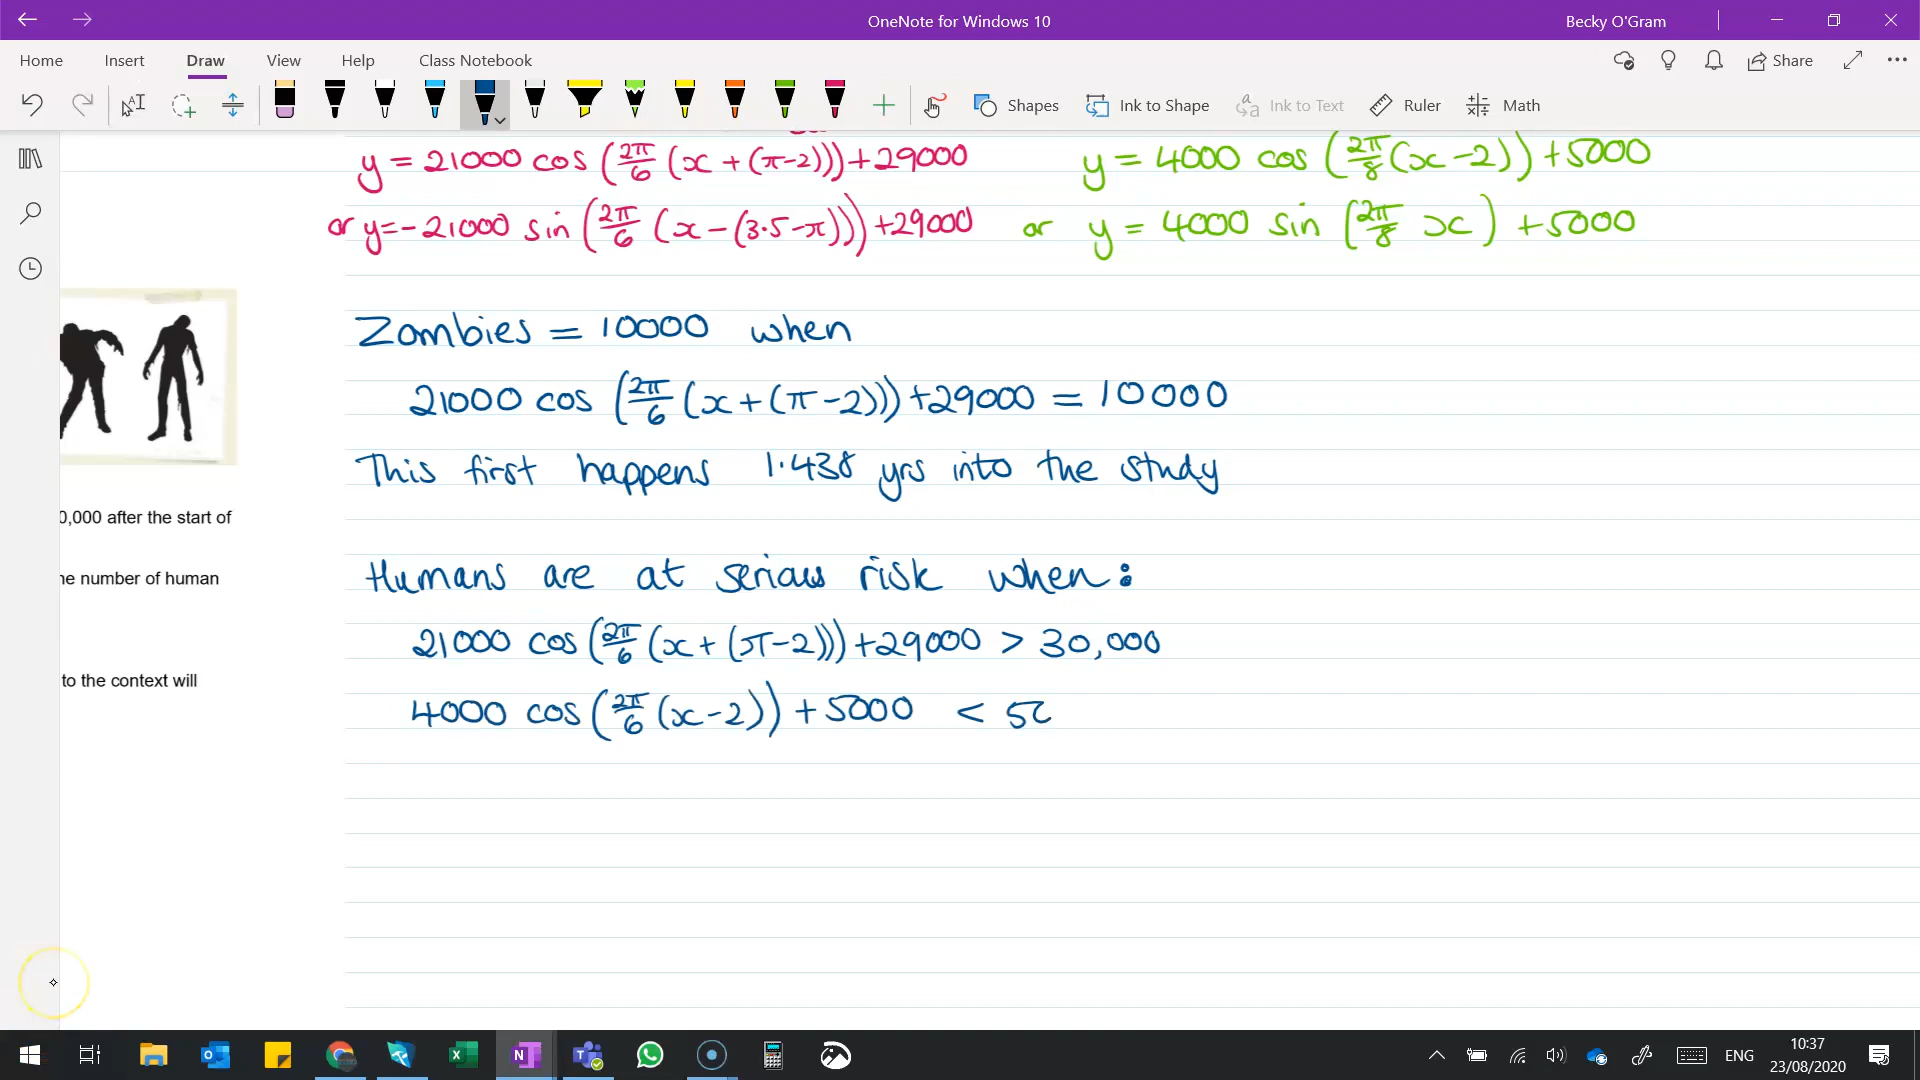 OneNote for Windows 10
Becky O'Gram
Home Insert Draw View Help Class Notebook
Share
Shapes Ink to Shape Ink to Text Ruler Math
y = 21000 cos (2π/6 (x + (π-2))) + 29000
or y = -21000 sin (2π/6 (x - (3.5-π))) + 29000
y = 4000 cos (2π/8 (x-2)) + 5000
or y = 4000 sin (2π/8 x) + 5000
Zombies = 10000 when
21000 cos (2π/6 (x + (π-2))) + 29000 = 10000
This first happens 1.438 yrs into the study
Humans are at serious risk when:
21000 cos (2π/6 (x + (π-2))) + 29000 > 30,000
4000 cos (2π/6 (x-2)) + 5000 < 50
0,000 after the start of
he number of human
to the context will
ENG
10:37
23/08/2020